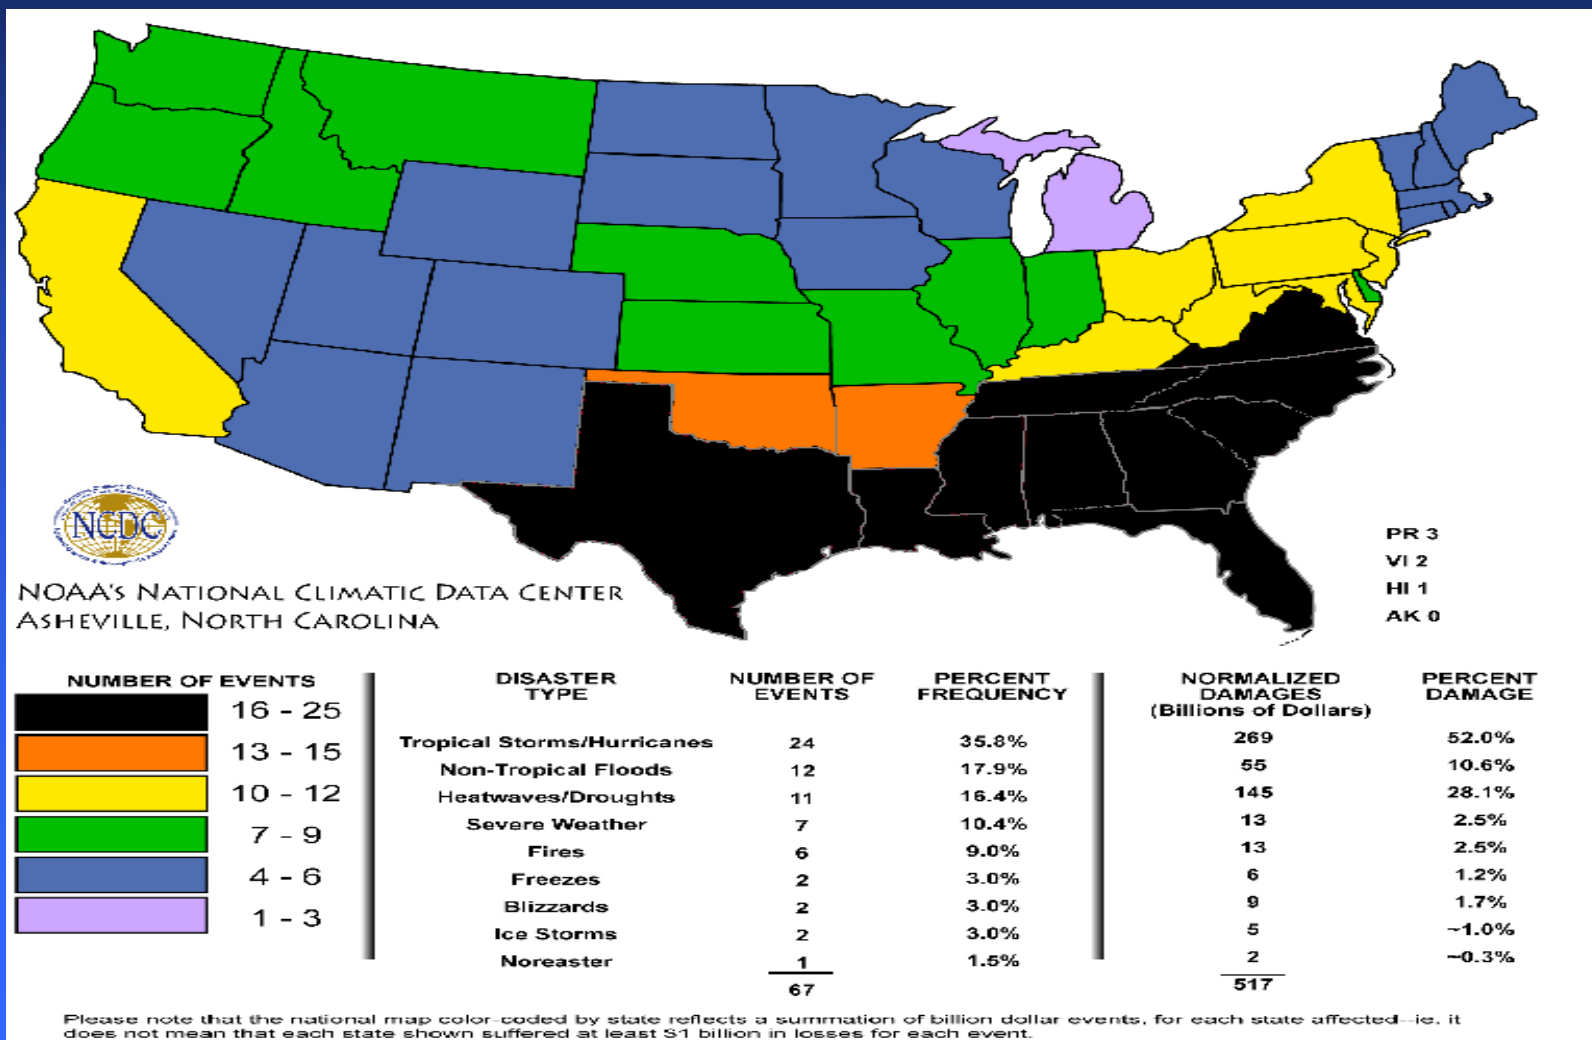 PR 3
VI 2
HI 1
AK 0
NCDC
NOAA's National Climatic Data Center
Asheville, North Carolina
NUMBER OF EVENTS
16 - 25
13 - 15
10 - 12
7 - 9
4 - 6
1 - 3
DISASTER TYPE NUMBER OF EVENTS PERCENT FREQUENCY NORMALIZED DAMAGES (Billions of Dollars) PERCENT DAMAGE
Tropical Storms/Hurricanes 24 35.8% 269 52.0%
Non-Tropical Floods 12 17.9% 55 10.6%
Heatwaves/Droughts 11 16.4% 145 28.1%
Severe Weather 7 10.4% 13 2.5%
Fires 6 9.0% 13 2.5%
Freezes 2 3.0% 6 1.2%
Blizzards 2 3.0% 9 1.7%
Ice Storms 2 3.0% 5 ~1.0%
Noreaster 1 1.5% 2 ~0.3%
67 517
Please note that the national map color-coded by state reflects a summation of billion dollar events, for each state affected--ie, it
does not mean that each state shown suffered at least $1 billion in losses for each event.